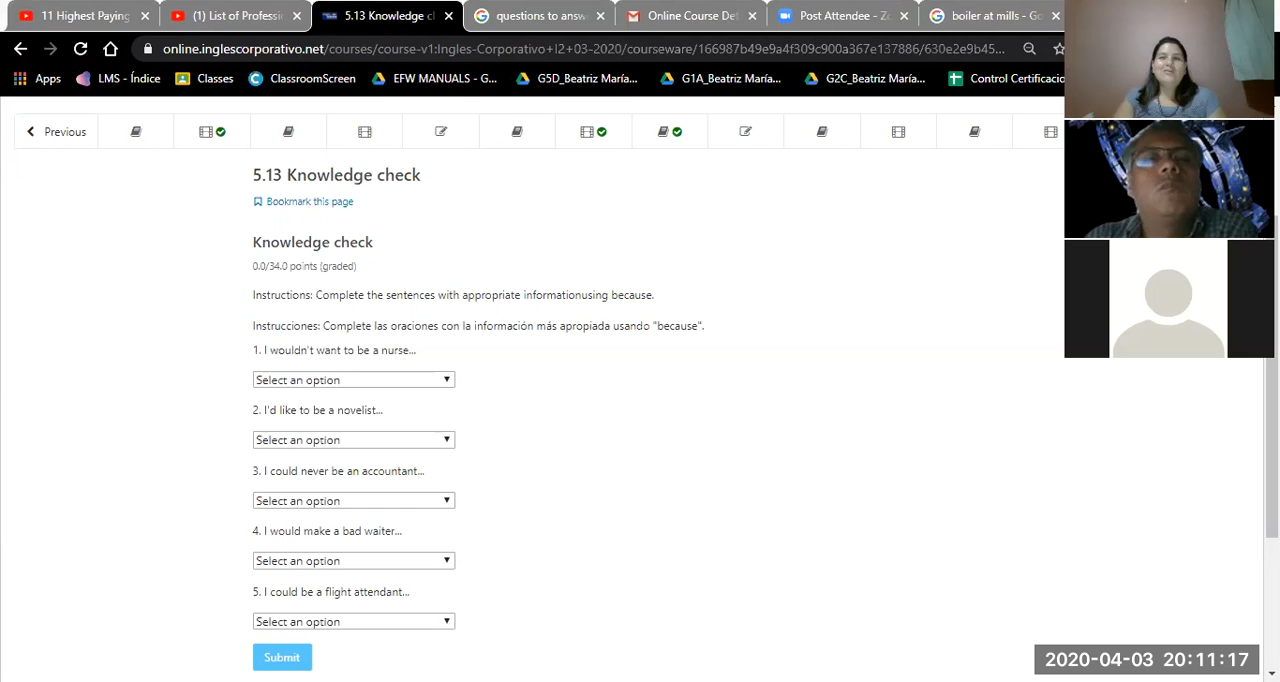 11 Highest Paying
(1) List of Professi
5.13 Knowledge c
questions to answ
Online Course Det
Post Attendee - Zo
boiler at mills - Go
online.inglescorporativo.net/courses/course-v1:Ingles-Corporativo+I2+03-2020/courseware/166987b49e9a4f309c900a367e137886/630e2e9b45...
Apps
LMS - Índice
Classes
ClassroomScreen
EFW MANUALS - G...
G5D_Beatriz María...
G1A_Beatriz María...
G2C_Beatriz María...
Control Certificacio
Previous
5.13 Knowledge check
Bookmark this page
Knowledge check
0.0/34.0 points (graded)
Instructions: Complete the sentences with appropriate informationusing because.
Instrucciones: Complete las oraciones con la información más apropiada usando "because".
1. I wouldn't want to be a nurse...
Select an option
2. I'd like to be a novelist...
Select an option
3. I could never be an accountant...
Select an option
4. I would make a bad waiter...
Select an option
5. I could be a flight attendant...
Select an option
Submit
2020-04-03 20:11:17